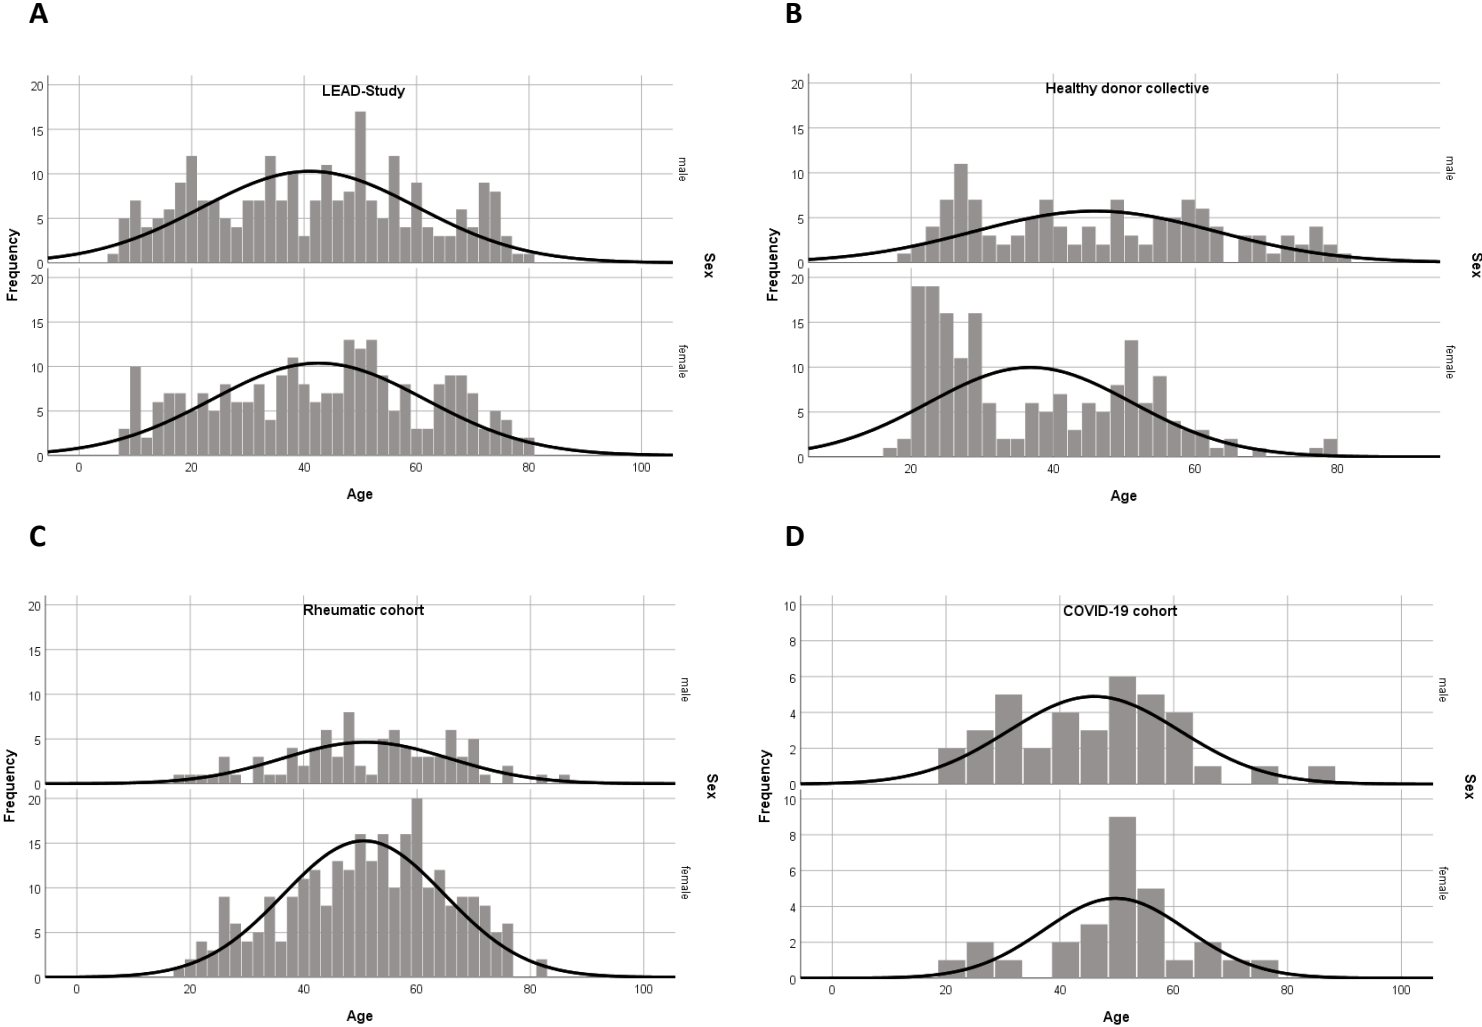 A
LEAD-Study
20
15
10
5
0
male
20
15
10
5
0
female
0 20 40 60 80 100
Frequency
Sex
Age
B
Healthy donor collective
20
15
10
5
0
male
20
15
10
5
0
female
20 40 60 80
Frequency
Sex
Age
C
Rheumatic cohort
20
15
10
5
0
male
20
15
10
5
0
female
0 20 40 60 80 100
Frequency
Sex
Age
D
COVID-19 cohort
10
8
6
4
2
0
male
10
8
6
4
2
0
female
0 20 40 60 80 100
Frequency
Sex
Age